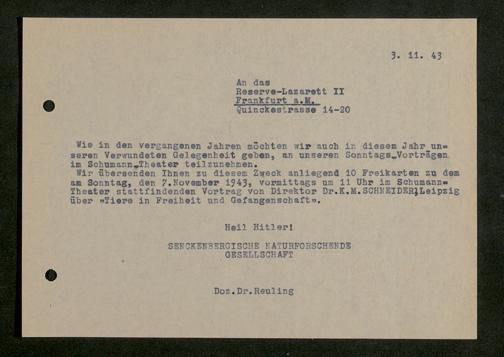 3. 11. 43
An das
Reserve-Lazarett II
Frankfurt a.M.
Quinckestrasse 14-20
Wie in den vergangenen Jahren möchten wir auch in diesem Jahr un=
seren Verwundeten Gelegenheit geben, an unseren Sonntags-Vorträgen
im Schumann-Theater teilzunehmen.
Wir übersenden Ihnen zu diesem Zweck anliegend 10 Freikarten zu dem
am Sonntag, den 7.November 1943, vormittags um 11 Uhr im Schumann-
Theater stattfindenden Vortrag von Direktor Dr.K.M.SCHNEIDER,Leipzig
über "Tiere in Freiheit und Gefangenschaft".
Heil Hitler!
SENCKENBERGISCHE NATURFORSCHENDE
GESELLSCHAFT
Doz.Dr.Reuling